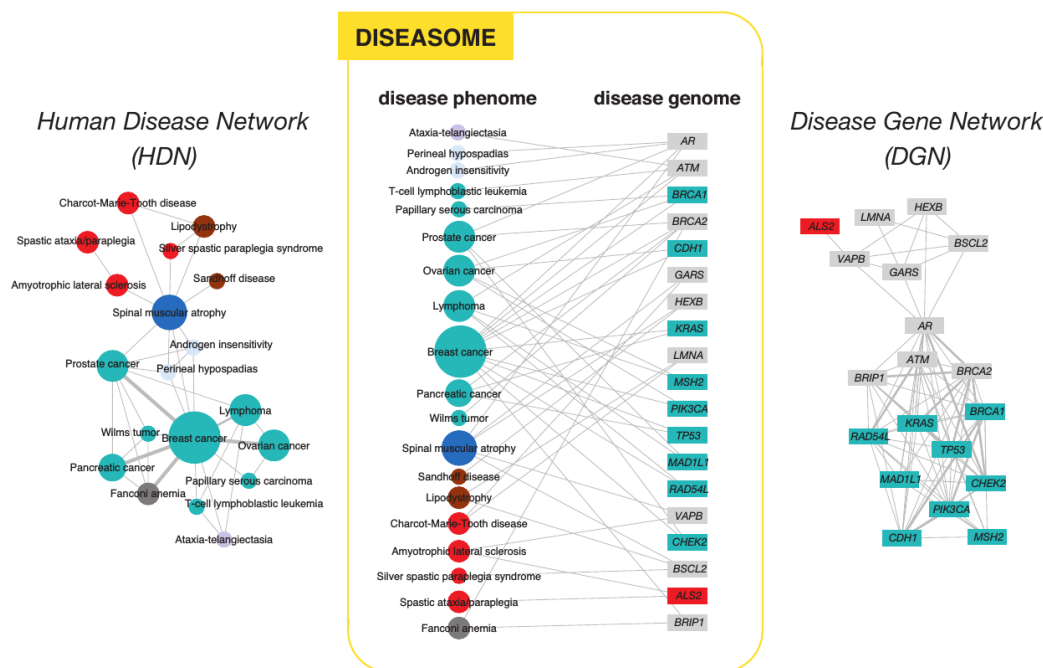 DISEASOME
Human Disease Network
(HDN)
Charcot-Marie-Tooth disease
Lipodystrophy
Spastic ataxia/paraplegia
Silver spastic paraplegia syndrome
Sandhoff disease
Amyotrophic lateral sclerosis
Spinal muscular atrophy
Androgen insensitivity
Prostate cancer
Perineal hypospadias
Lymphoma
Wilms tumor
Breast cancer
Ovarian cancer
Pancreatic cancer
Papillary serous carcinoma
Fanconi anemia
T-cell lymphoblastic leukemia
Ataxia-telangiectasia
disease phenome
Ataxia-telangiectasia
Perineal hypospadias
Androgen insensitivity
T-cell lymphoblastic leukemia
Papillary serous carcinoma
Prostate cancer
Ovarian cancer
Lymphoma
Breast cancer
Pancreatic cancer
Wilms tumor
Spinal muscular atrophy
Sandhoff disease
Lipodystrophy
Charcot-Marie-Tooth disease
Amyotrophic lateral sclerosis
Silver spastic paraplegia syndrome
Spastic ataxia/paraplegia
Fanconi anemia
disease genome
AR
ATM
BRCA1
BRCA2
CDH1
GARS
HEXB
KRAS
LMNA
MSH2
PIK3CA
TP53
MAD1L1
RAD54L
VAPB
CHEK2
BSCL2
ALS2
BRIP1
Disease Gene Network
(DGN)
HEXB
LMNA
ALS2
BSCL2
VAPB
GARS
AR
ATM
BRIP1
BRCA2
BRCA1
KRAS
RAD54L
TP53
MAD1L1
CHEK2
PIK3CA
CDH1
MSH2